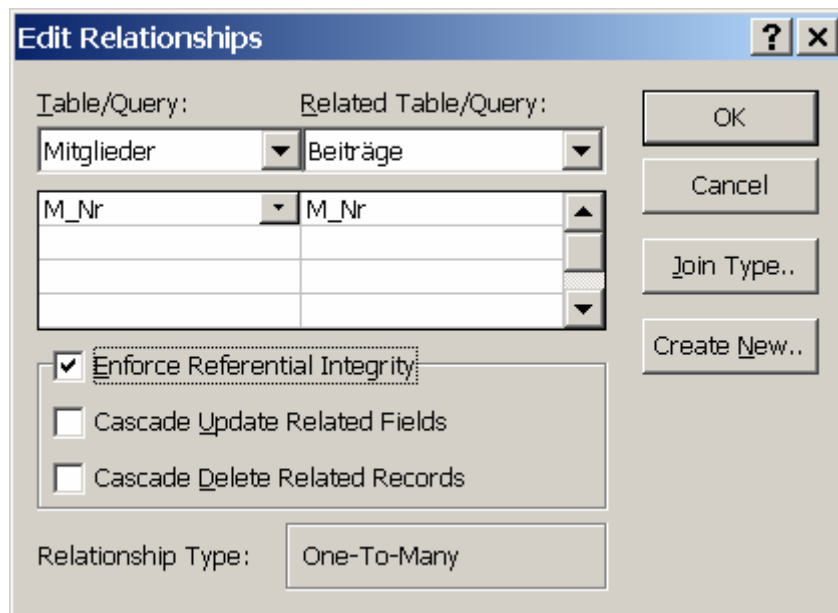 Edit Relationships
Table/Query: Related Table/Query:
Mitglieder Beiträge
M_Nr M_Nr
Enforce Referential Integrity
Cascade Update Related Fields
Cascade Delete Related Records
Relationship Type: One-To-Many
OK
Cancel
Join Type..
Create New..